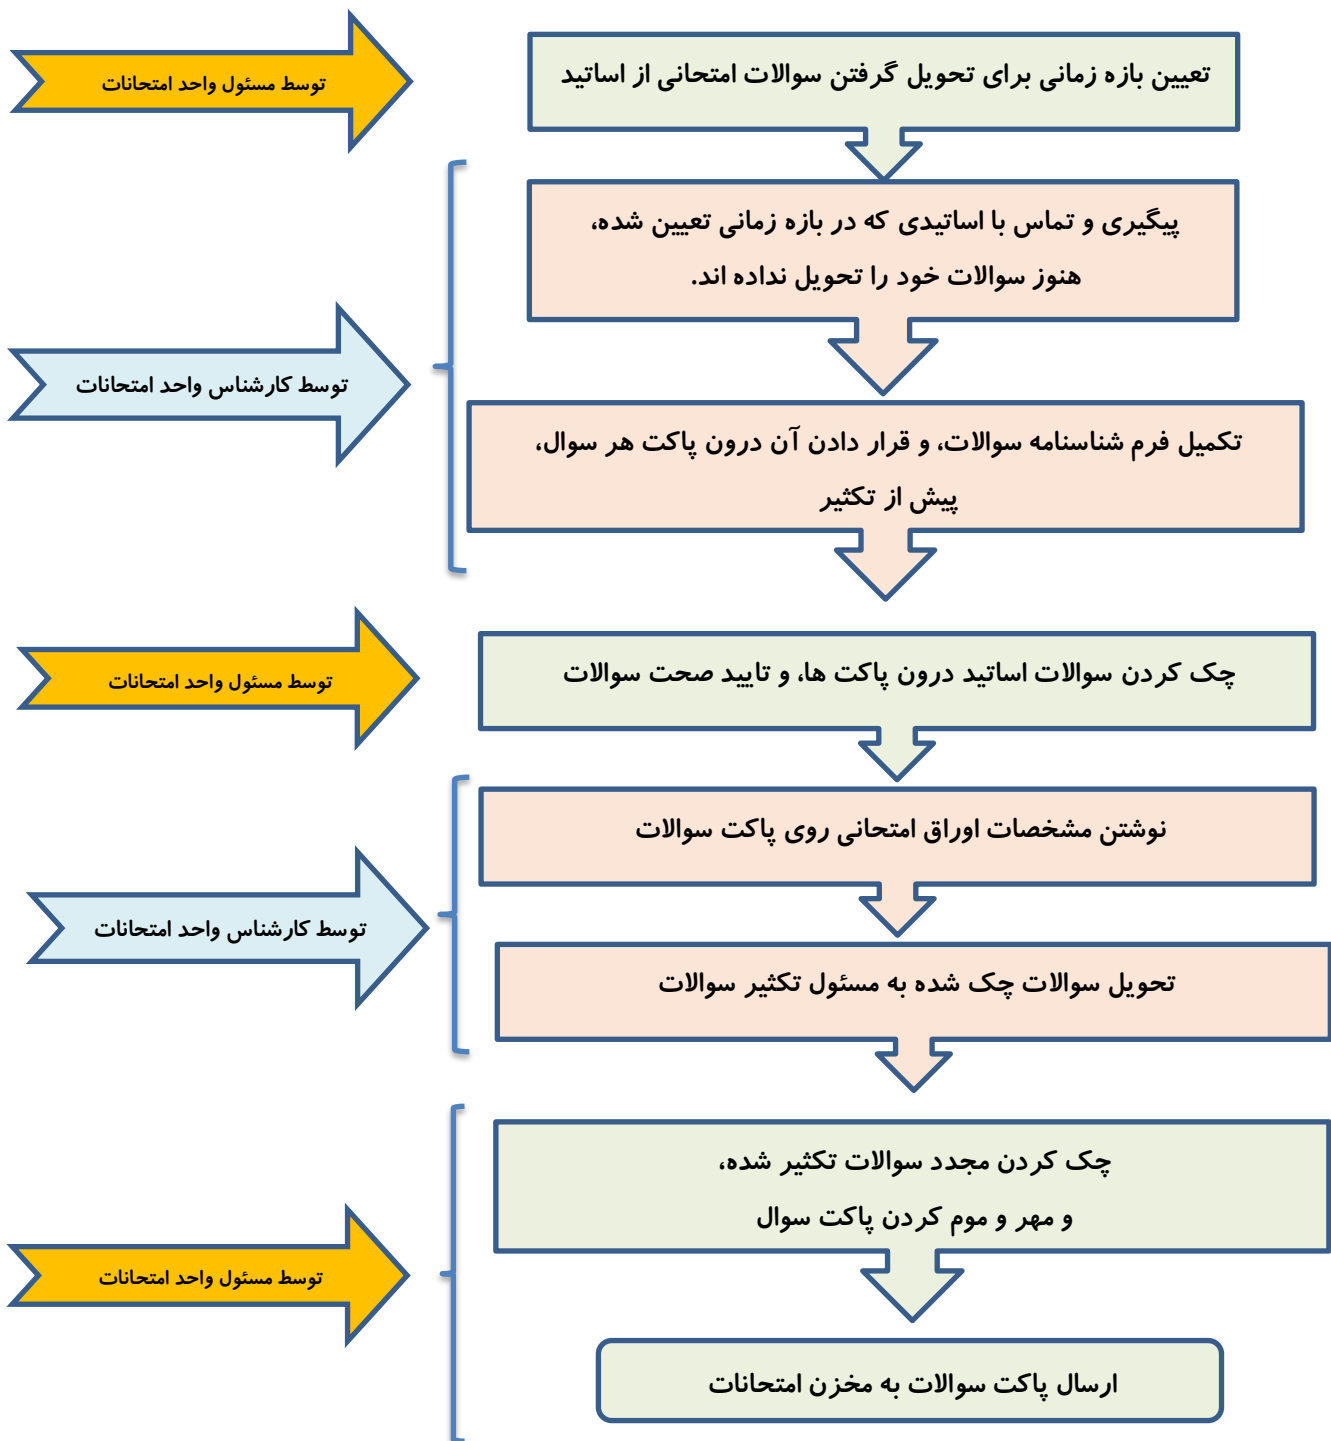 تعیین بازه زمانی برای تحویل گرفتن سوالات امتحانی از اساتید
توسط مسئول واحد امتحانات
پیگیری و تماس با اساتیدی که در بازه زمانی تعیین شده،
هنوز سوالات خود را تحویل نداده اند.
توسط کارشناس واحد امتحانات
تکمیل فرم شناسنامه سوالات، و قرار دادن آن درون پاکت هر سوال،
پیش از تکثیر
چک کردن سوالات اساتید درون پاکت ها، و تایید صحت سوالات
توسط مسئول واحد امتحانات
نوشتن مشخصات اوراق امتحانی روی پاکت سوالات
توسط کارشناس واحد امتحانات
تحویل سوالات چک شده به مسئول تکثیر سوالات
چک کردن مجدد سوالات تکثیر شده،
و مهر و موم کردن پاکت سوال
توسط مسئول واحد امتحانات
ارسال پاکت سوالات به مخزن امتحانات